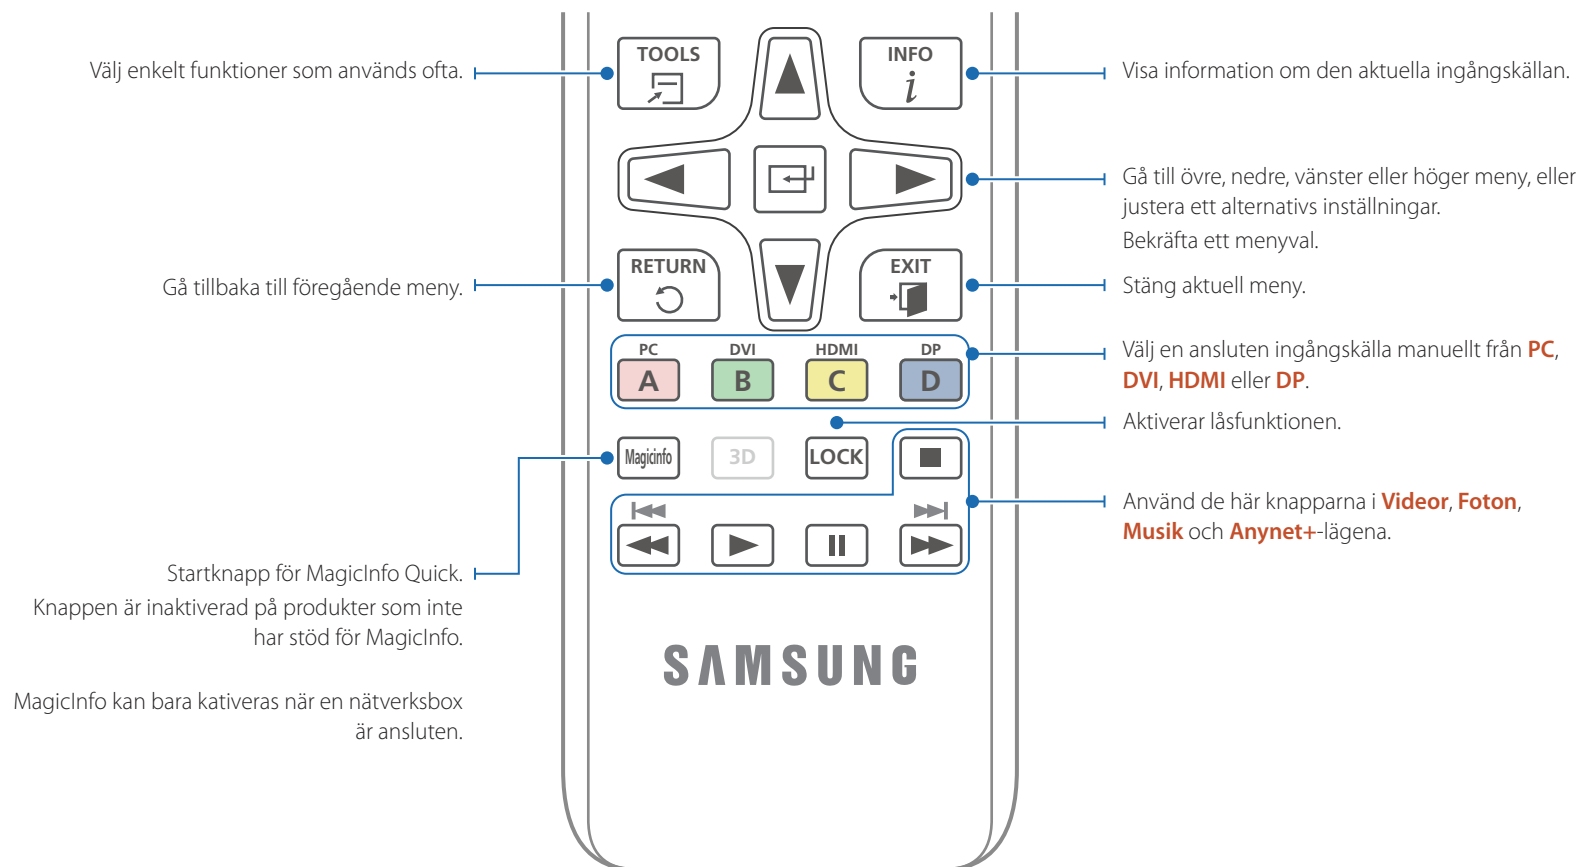 Välj enkelt funktioner som används ofta.
TOOLS
INFO
i
Visa information om den aktuella ingångskällan.
Gå till övre, nedre, vänster eller höger meny, eller
justera ett alternativs inställningar.
Bekräfta ett menyval.
Gå tillbaka till föregående meny.
RETURN
EXIT
Stäng aktuell meny.
PC DVI HDMI DP
A B C D
Välj en ansluten ingångskälla manuellt från PC,
DVI, HDMI eller DP.
Aktiverar låsfunktionen.
Magicinfo 3D LOCK
Använd de här knapparna i Videor, Foton,
Musik och Anynet+-lägena.
Startknapp för MagicInfo Quick.
Knappen är inaktiverad på produkter som inte
har stöd för MagicInfo.
MagicInfo kan bara kativeras när en nätverksbox
är ansluten.
SAMSUNG